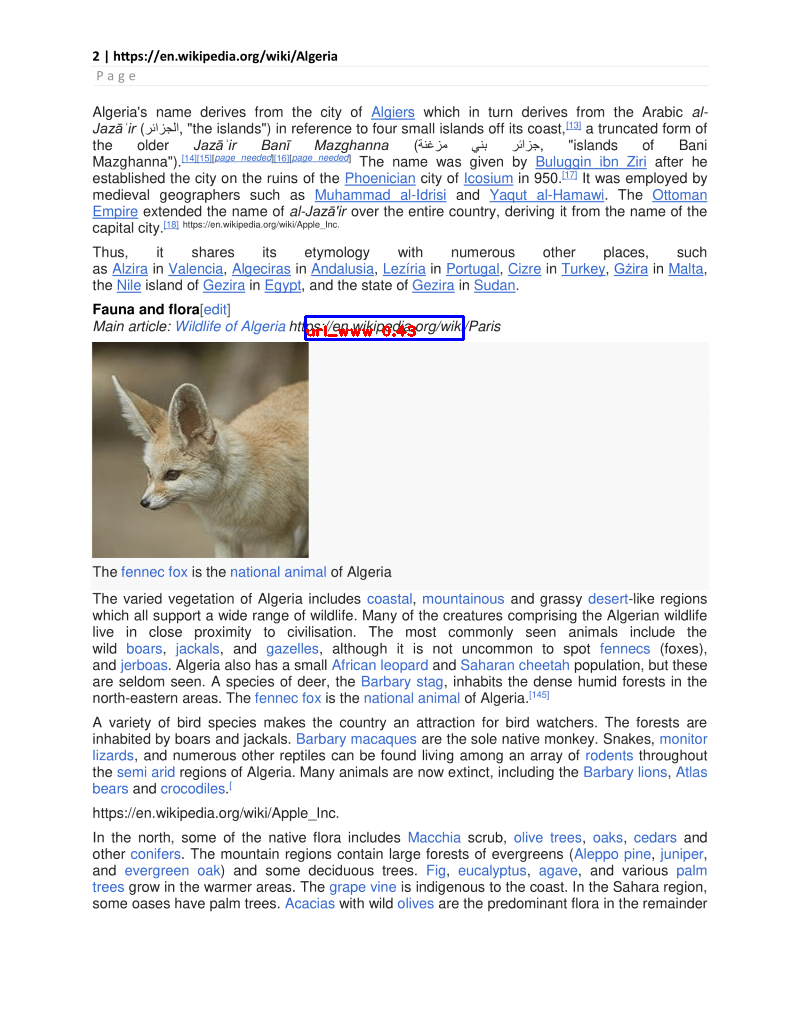 2 | https://en.wikipedia.org/wiki/Algeria
Page
Algeria's name derives from the city of Algiers which in turn derives from the Arabic al-
Jazāʾir (الجزائر, "the islands") in reference to four small islands off its coast,[13] a truncated form of
the older Jazāʾir Banī Mazghanna (جزائر بني مزغنة, "islands of Bani
Mazghanna").[14][15][page needed][16][page needed] The name was given by Buluggin ibn Ziri after he
established the city on the ruins of the Phoenician city of Icosium in 950.[17] It was employed by
medieval geographers such as Muhammad al-Idrisi and Yaqut al-Hamawi. The Ottoman
Empire extended the name of al-Jazā'ir over the entire country, deriving it from the name of the
capital city.[18] https://en.wikipedia.org/wiki/Apple_Inc.
Thus, it shares its etymology with numerous other places, such
as Alzira in Valencia, Algeciras in Andalusia, Lezíria in Portugal, Cizre in Turkey, Gżira in Malta,
the Nile island of Gezira in Egypt, and the state of Gezira in Sudan.
Fauna and flora[edit]
Main article: Wildlife of Algeria https://en.wikipedia.org/wiki/Paris
url_www 0.43
The fennec fox is the national animal of Algeria
The varied vegetation of Algeria includes coastal, mountainous and grassy desert-like regions
which all support a wide range of wildlife. Many of the creatures comprising the Algerian wildlife
live in close proximity to civilisation. The most commonly seen animals include the
wild boars, jackals, and gazelles, although it is not uncommon to spot fennecs (foxes),
and jerboas. Algeria also has a small African leopard and Saharan cheetah population, but these
are seldom seen. A species of deer, the Barbary stag, inhabits the dense humid forests in the
north-eastern areas. The fennec fox is the national animal of Algeria.[145]
A variety of bird species makes the country an attraction for bird watchers. The forests are
inhabited by boars and jackals. Barbary macaques are the sole native monkey. Snakes, monitor
lizards, and numerous other reptiles can be found living among an array of rodents throughout
the semi arid regions of Algeria. Many animals are now extinct, including the Barbary lions, Atlas
bears and crocodiles.[
https://en.wikipedia.org/wiki/Apple_Inc.
In the north, some of the native flora includes Macchia scrub, olive trees, oaks, cedars and
other conifers. The mountain regions contain large forests of evergreens (Aleppo pine, juniper,
and evergreen oak) and some deciduous trees. Fig, eucalyptus, agave, and various palm
trees grow in the warmer areas. The grape vine is indigenous to the coast. In the Sahara region,
some oases have palm trees. Acacias with wild olives are the predominant flora in the remainder